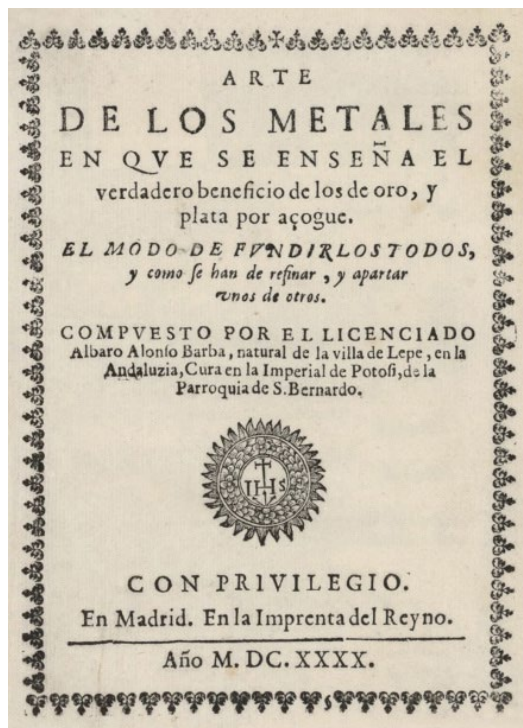 ARTE
DE LOS METALES
EN QVE SE ENSEÑA EL
verdadero beneficio de los de oro, y
plata por açogue.
EL MODO DE FVNDIRLOS TODOS,
y como ſe han de refinar, y apartar
vnos de otros.
COMPVESTO POR EL LICENCIADO
Albaro Alonſo Barba, natural de la villa de Lepe, en la
Andaluzia, Cura en la Imperial de Potoſi, de la
Parroquia de S. Bernardo.
IHS
CON PRIVILEGIO.
En Madrid. En la Imprenta del Reyno.
Año M. DC. XXXX.